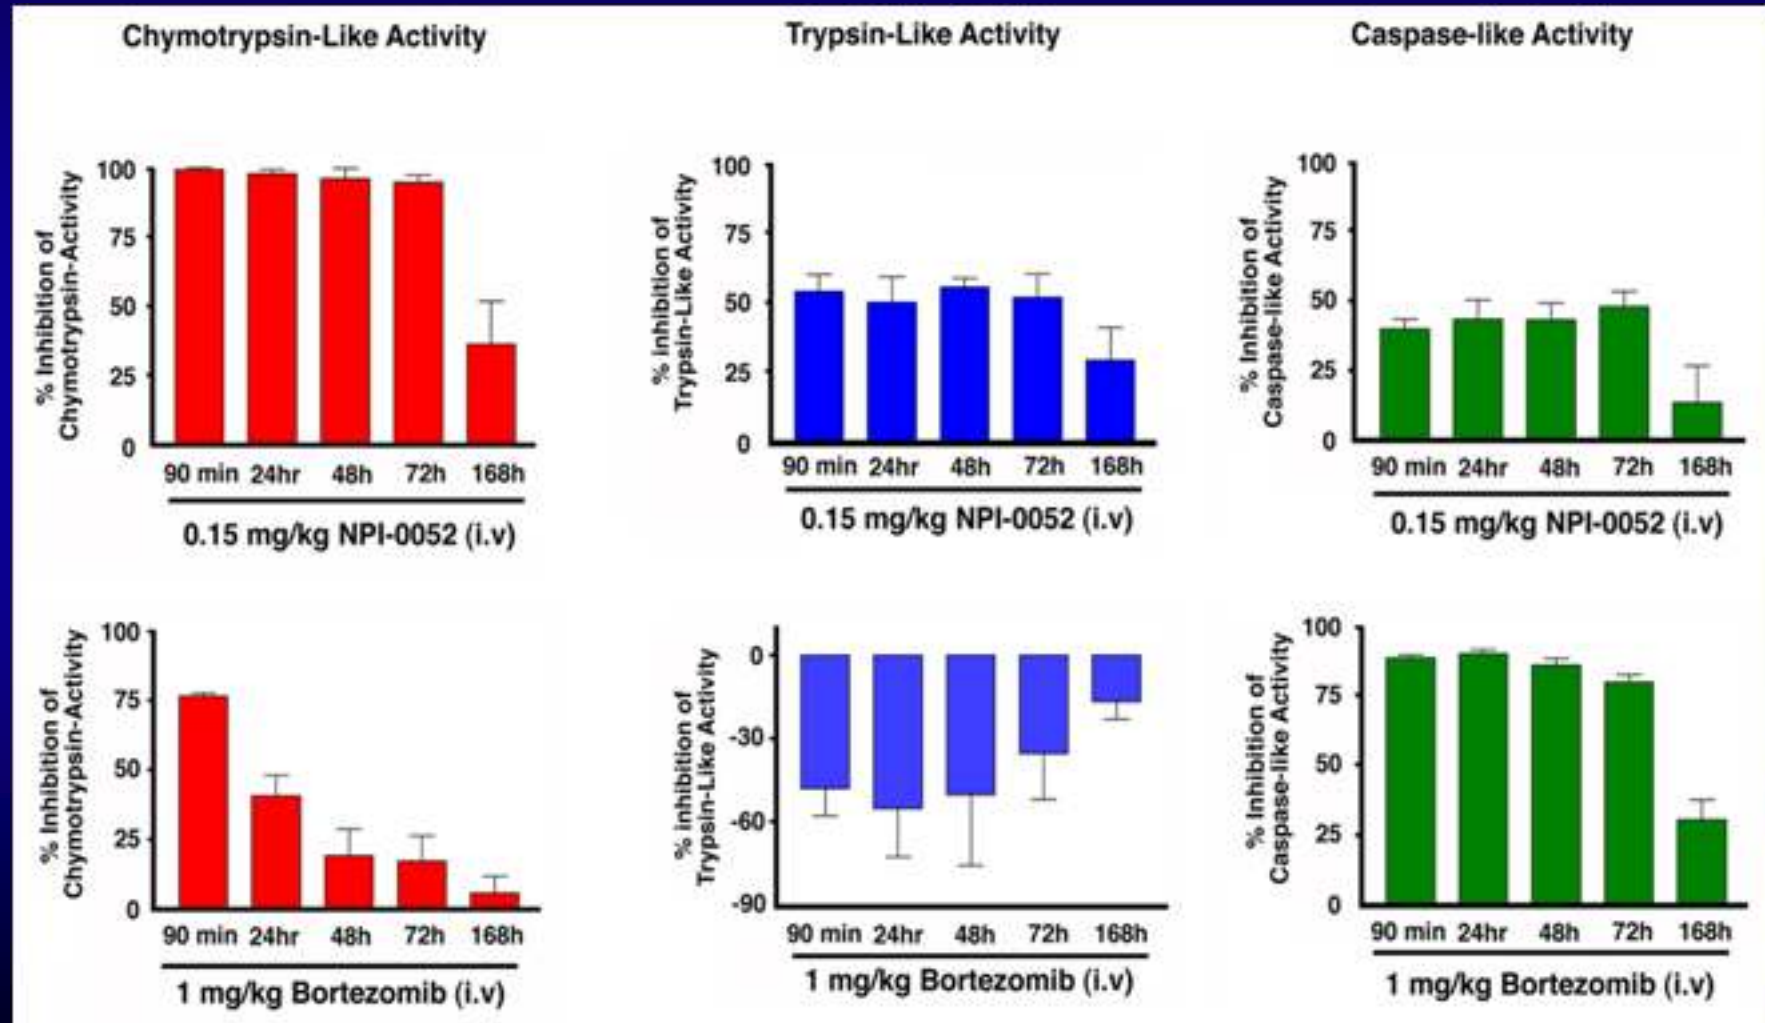 Chymotrypsin-Like Activity
Trypsin-Like Activity
Caspase-like Activity
% Inhibition of
Chymotrypsin-Activity
100
75
50
25
0
90 min 24hr 48h 72h 168h
0.15 mg/kg NPI-0052 (i.v)
% inhibition of
Trypsin-Like Activity
100
75
50
25
0
90 min 24hr 48h 72h 168h
0.15 mg/kg NPI-0052 (i.v)
% Inhibition of
Caspase-like Activity
100
75
50
25
0
90 min 24hr 48h 72h 168h
0.15 mg/kg NPI-0052 (i.v)
% Inhibition of
Chymotrypsin-Activity
100
75
50
25
0
90 min 24hr 48h 72h 168h
1 mg/kg Bortezomib (i.v)
% inhibition of
Trypsin-Like Activity
0
-30
-60
-90
90 min 24hr 48h 72h 168h
1 mg/kg Bortezomib (i.v)
% Inhibition of
Caspase-like Activity
100
75
50
25
0
90 min 24hr 48h 72h 168h
1 mg/kg Bortezomib (i.v)